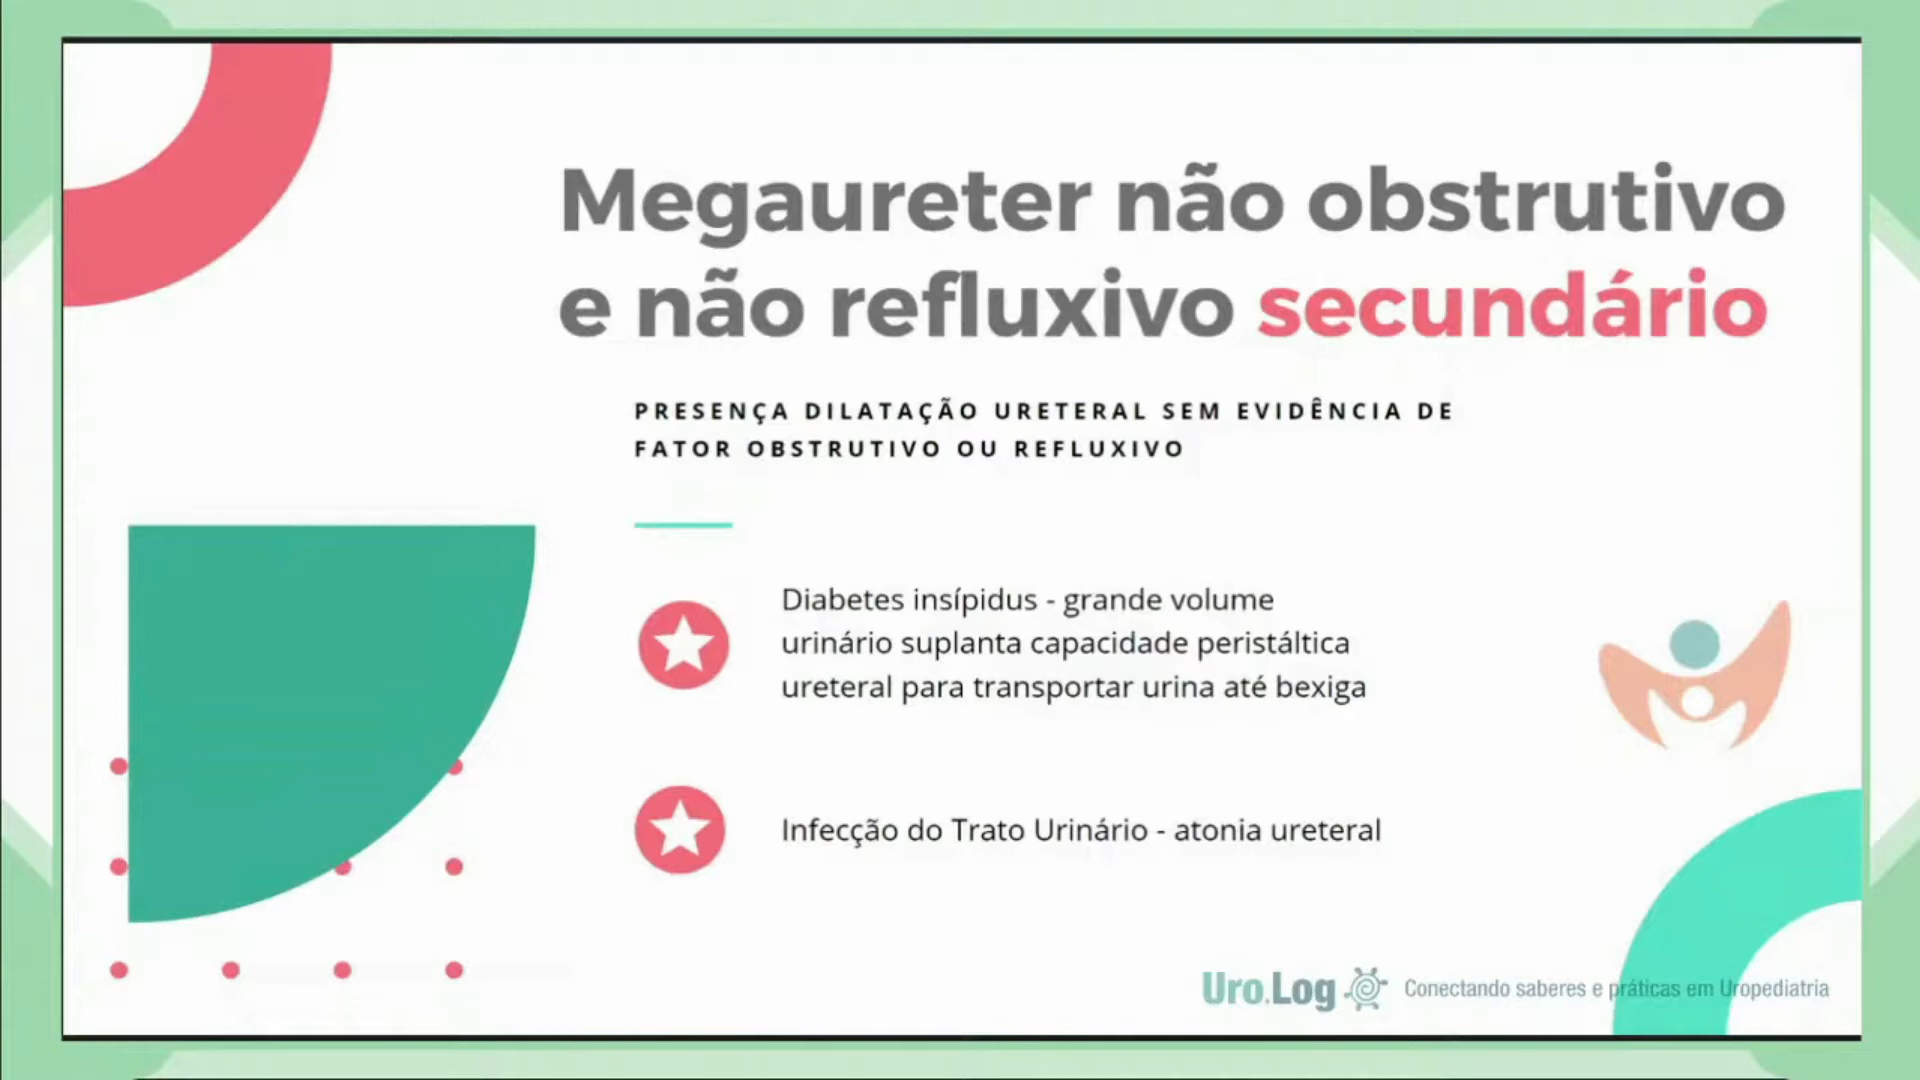 Megaureter não obstrutivo
e não refluxivo secundário
PRESENÇA DILATAÇÃO URETERAL SEM EVIDÊNCIA DE
FATOR OBSTRUTIVO OU REFLUXIVO
Diabetes insípidus - grande volume
urinário suplanta capacidade peristáltica
ureteral para transportar urina até bexiga
Infecção do Trato Urinário - atonia ureteral
Uro.Log Conectando saberes e práticas em Uropediatria